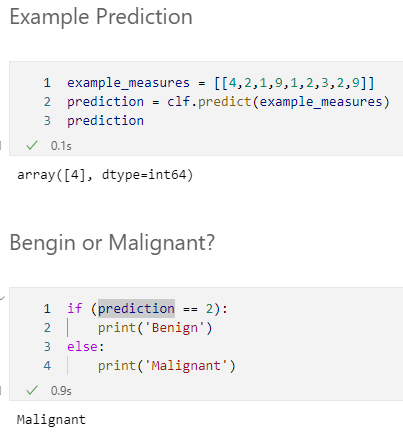 Example Prediction
1 example_measures = [[4,2,1,9,1,2,3,2,9]]
2 prediction = clf.predict(example_measures)
3 prediction
✓ 0.1s
array([4], dtype=int64)
Bengin or Malignant?
1 if (prediction == 2):
2     print('Benign')
3 else:
4     print('Malignant')
✓ 0.9s
Malignant